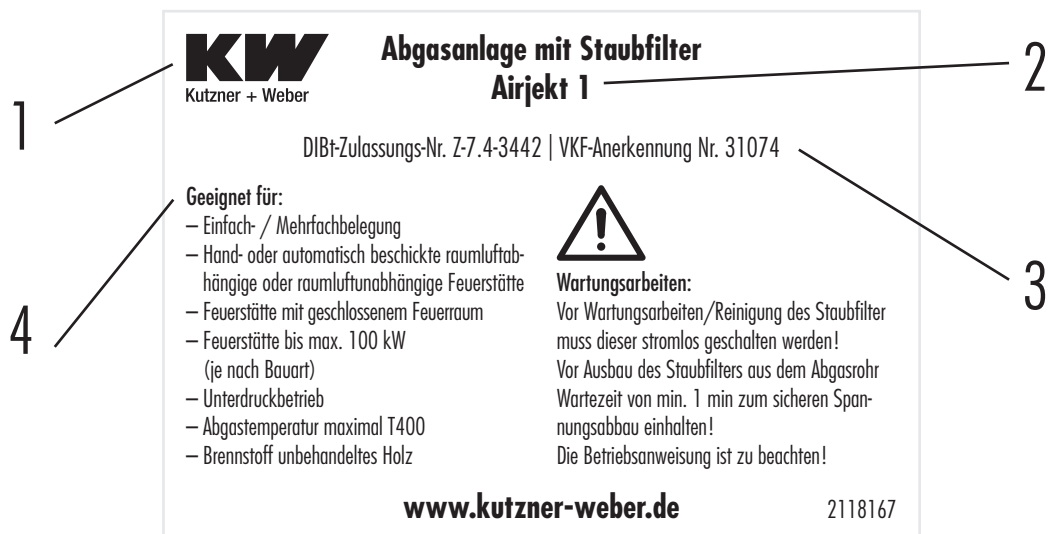 KW
Kutzner + Weber
Abgasanlage mit Staubfilter
Airjekt 1
DIBt-Zulassungs-Nr. Z-7.4-3442 | VKF-Anerkennung Nr. 31074
Geeignet für:
– Einfach- / Mehrfachbelegung
– Hand- oder automatisch beschickte raumluftab-
hängige oder raumluftunabhängige Feuerstätte
– Feuerstätte mit geschlossenem Feuerraum
– Feuerstätte bis max. 100 kW
(je nach Bauart)
– Unterdruckbetrieb
– Abgastemperatur maximal T400
– Brennstoff unbehandeltes Holz
Wartungsarbeiten:
Vor Wartungsarbeiten/Reinigung des Staubfilter
muss dieser stromlos geschalten werden!
Vor Ausbau des Staubfilters aus dem Abgasrohr
Wartezeit von min. 1 min zum sicheren Span-
nungsabbau einhalten!
Die Betriebsanweisung ist zu beachten!
www.kutzner-weber.de
2118167
1
2
3
4